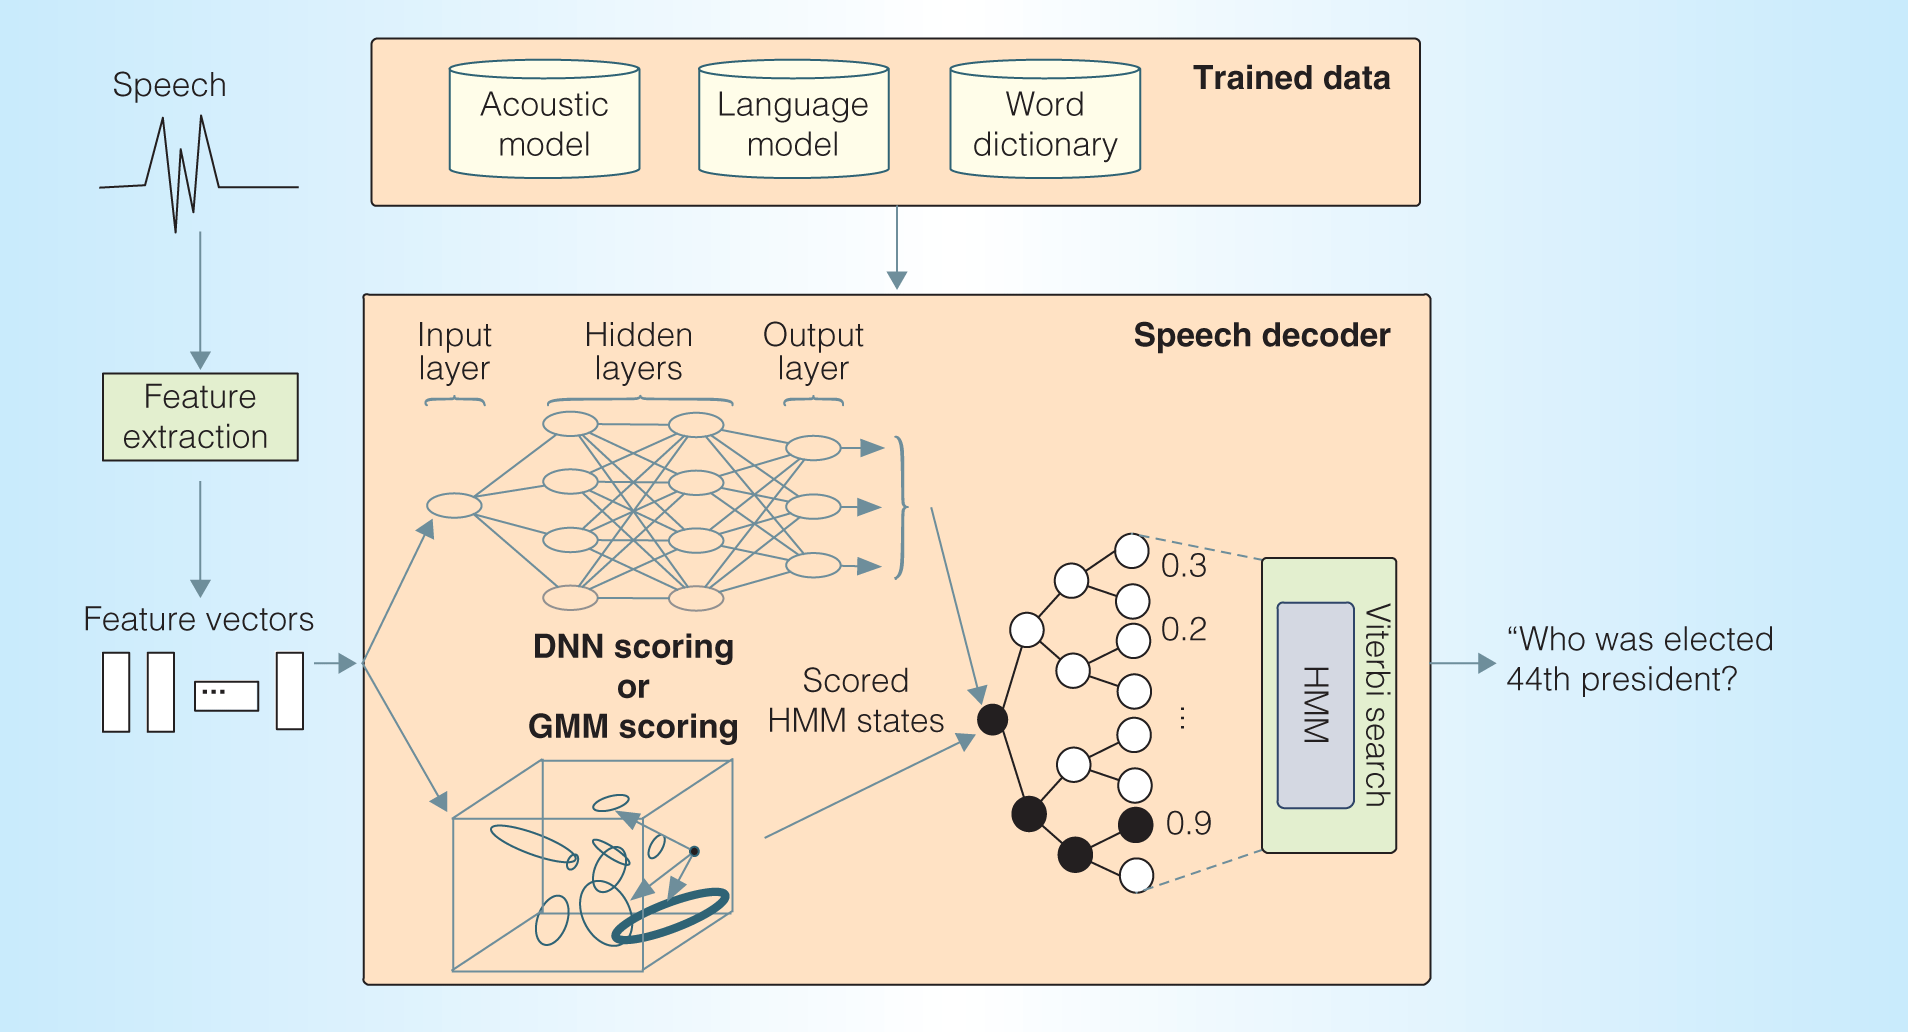 Speech
Acoustic
model
Language
model
Word
dictionary
Trained data
Feature
extraction
Feature vectors
...
Input
layer
Hidden
layers
Output
layer
Speech decoder
DNN scoring
or
GMM scoring
Scored
HMM states
0.3
0.2
...
0.9
HMM
Viterbi search
“Who was elected
44th president?